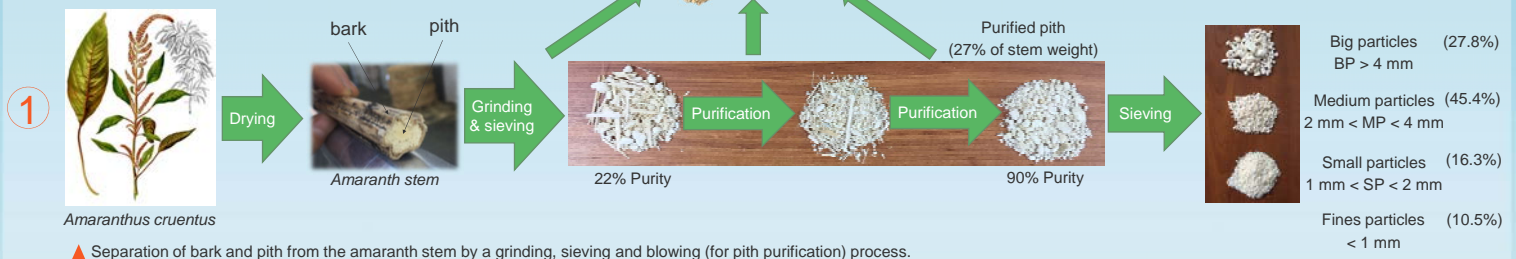 1
Amaranthus cruentus
Drying
bark
pith
Amaranth stem
Grinding
& sieving
22% Purity
Purification
Purification
Purified pith
(27% of stem weight)
90% Purity
Sieving
Big particles (27.8%)
BP > 4 mm
Medium particles (45.4%)
2 mm < MP < 4 mm
Small particles (16.3%)
1 mm < SP < 2 mm
Fines particles (10.5%)
< 1 mm
Separation of bark and pith from the amaranth stem by a grinding, sieving and blowing (for pith purification) process.